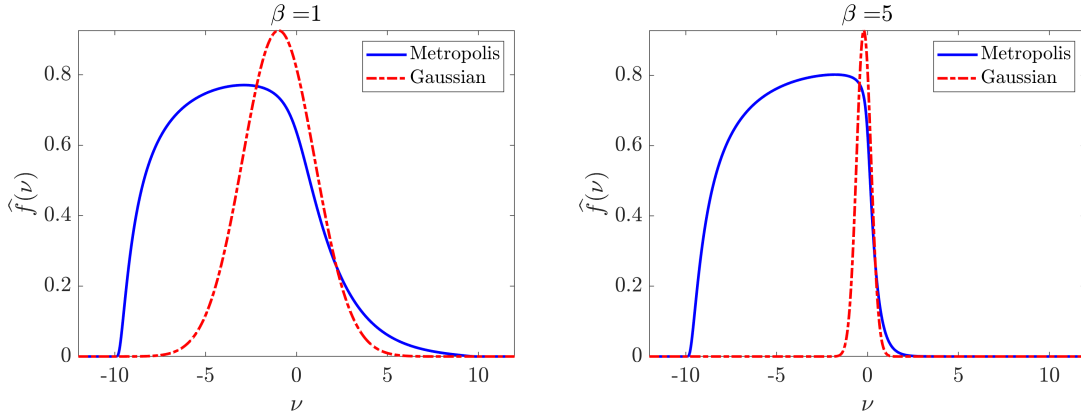 β =1
Metropolis
Gaussian
0.8
0.6
0.4
0.2
0
f̂(ν)
-10 -5 0 5 10
ν
β =5
Metropolis
Gaussian
0.8
0.6
0.4
0.2
0
f̂(ν)
-10 -5 0 5 10
ν